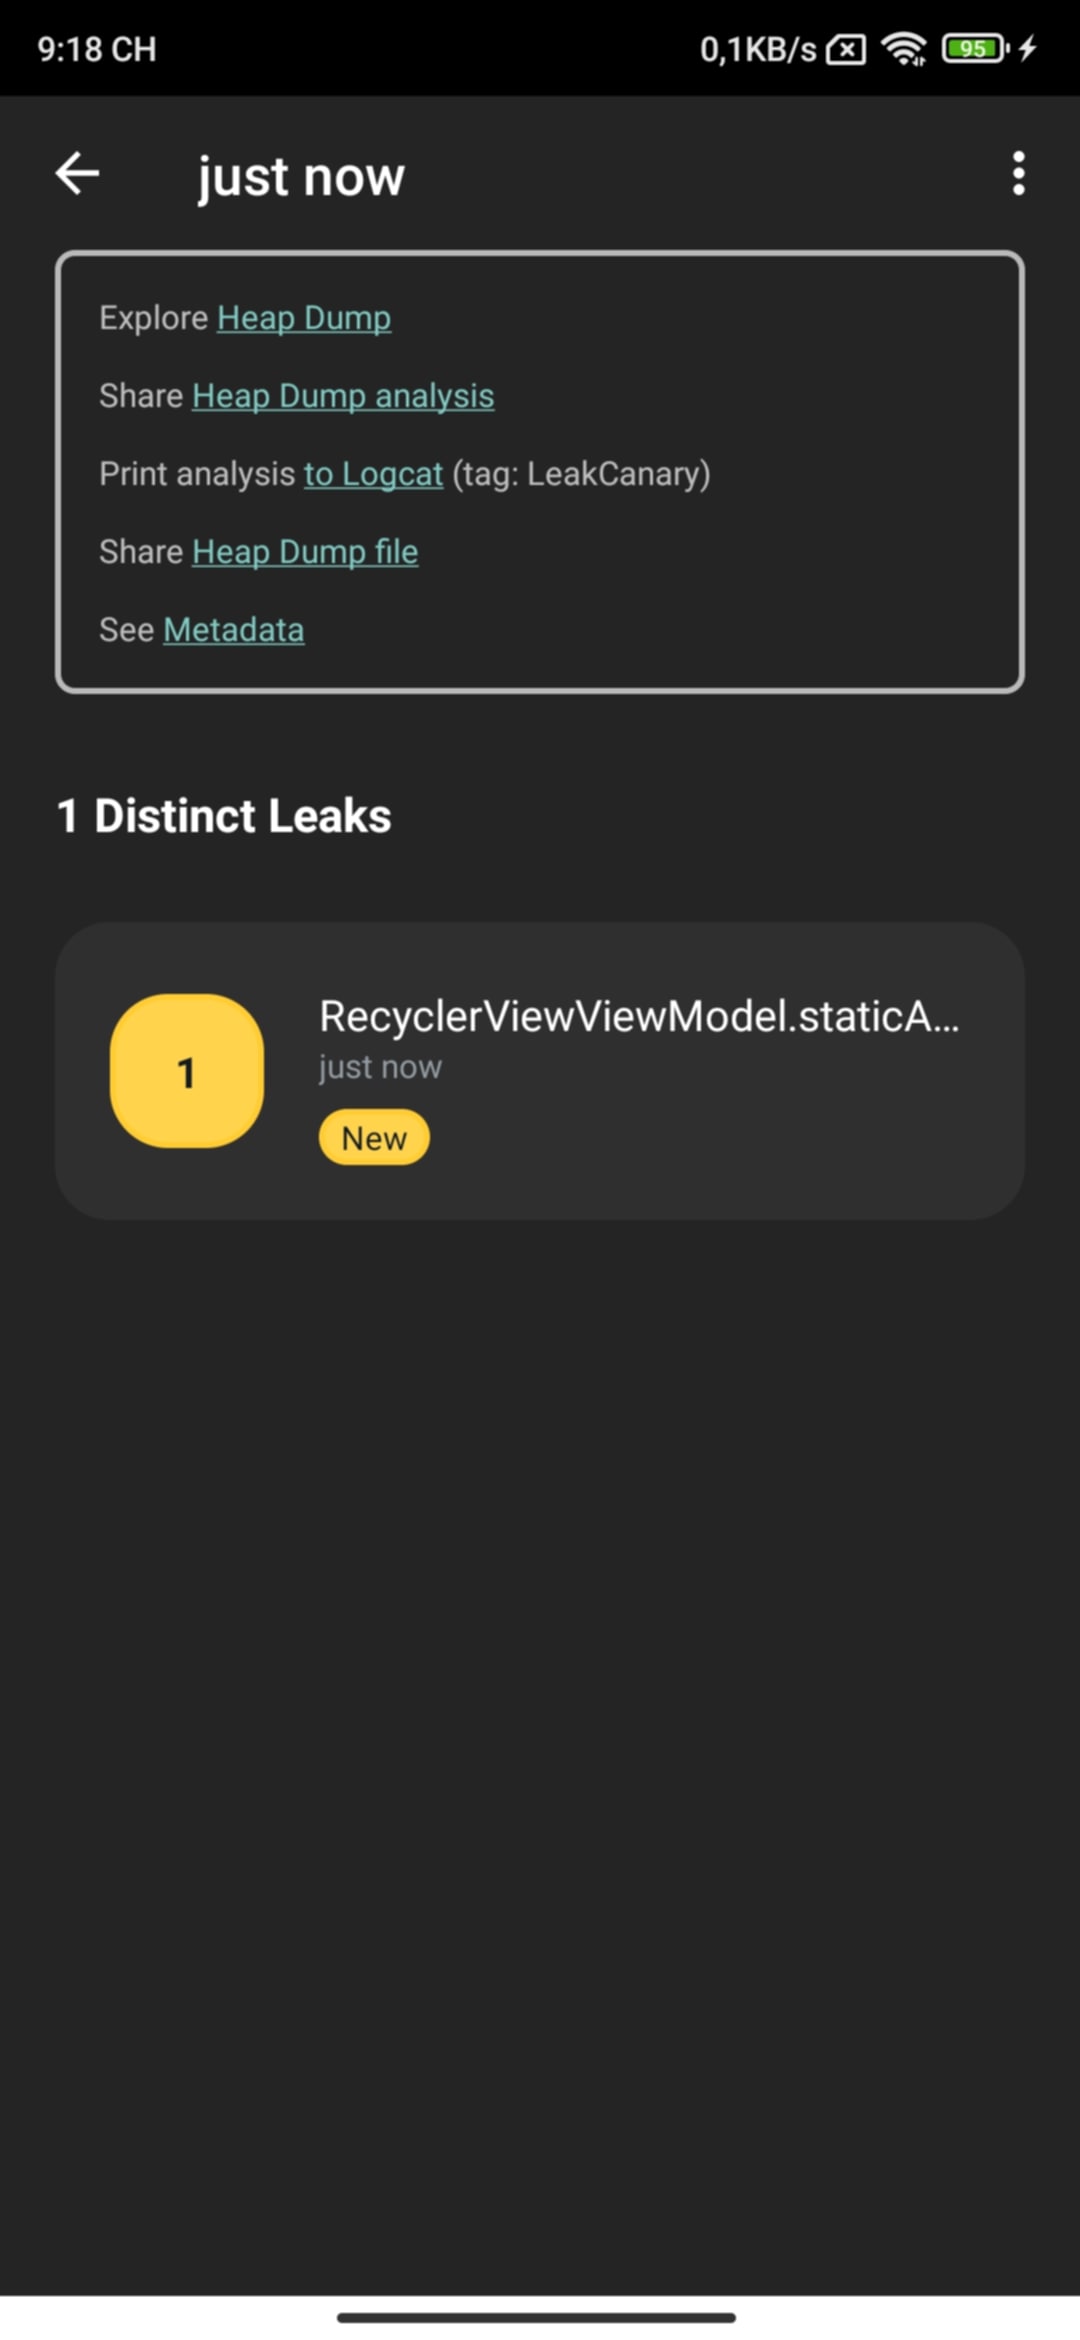 9:18 CH 0,1KB/s 95
just now
Explore Heap Dump
Share Heap Dump analysis
Print analysis to Logcat (tag: LeakCanary)
Share Heap Dump file
See Metadata
1 Distinct Leaks
1
RecyclerViewViewModel.staticA...
just now
New